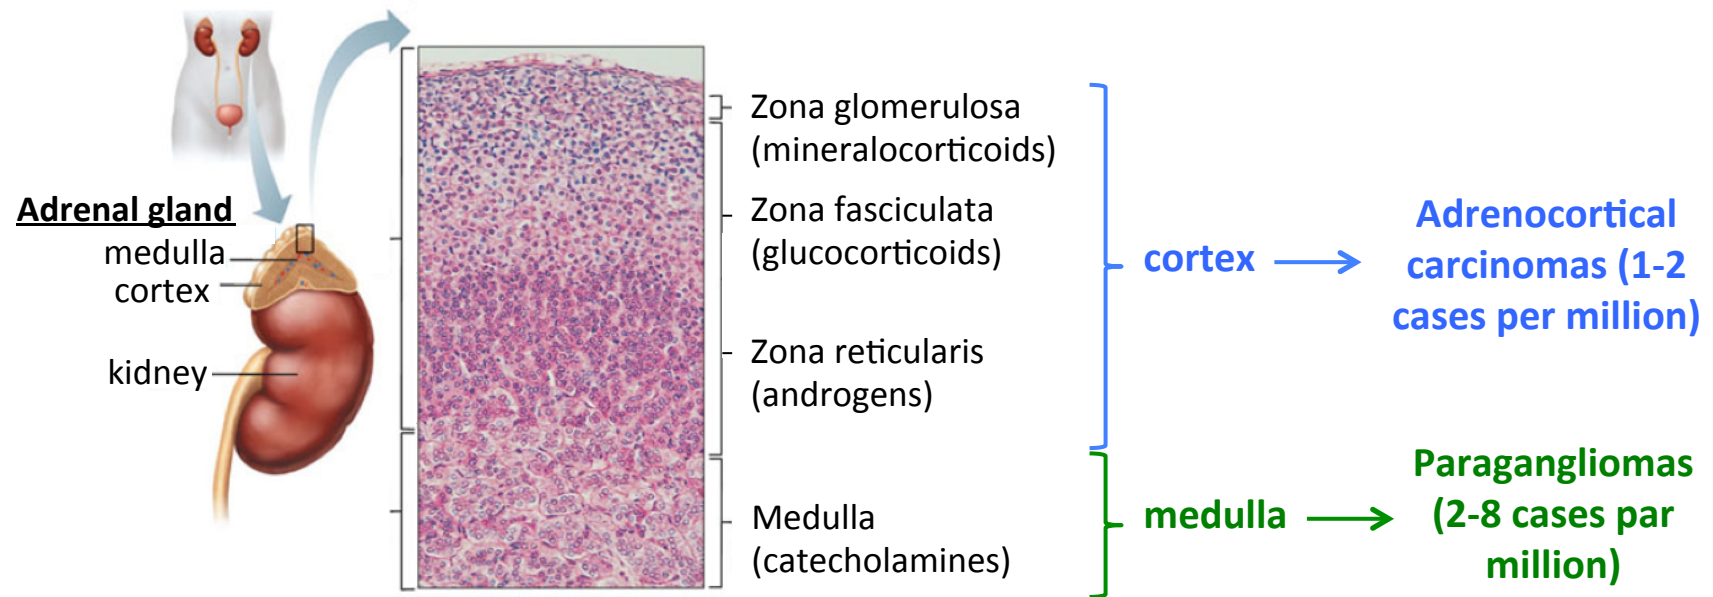 Adrenal gland
medulla
cortex
kidney
Zona glomerulosa
(mineralocorticoids)
Zona fasciculata
(glucocorticoids)
Zona reticularis
(androgens)
Medulla
(catecholamines)
cortex
Adrenocortical
carcinomas (1-2
cases per million)
medulla
Paragangliomas
(2-8 cases par
million)